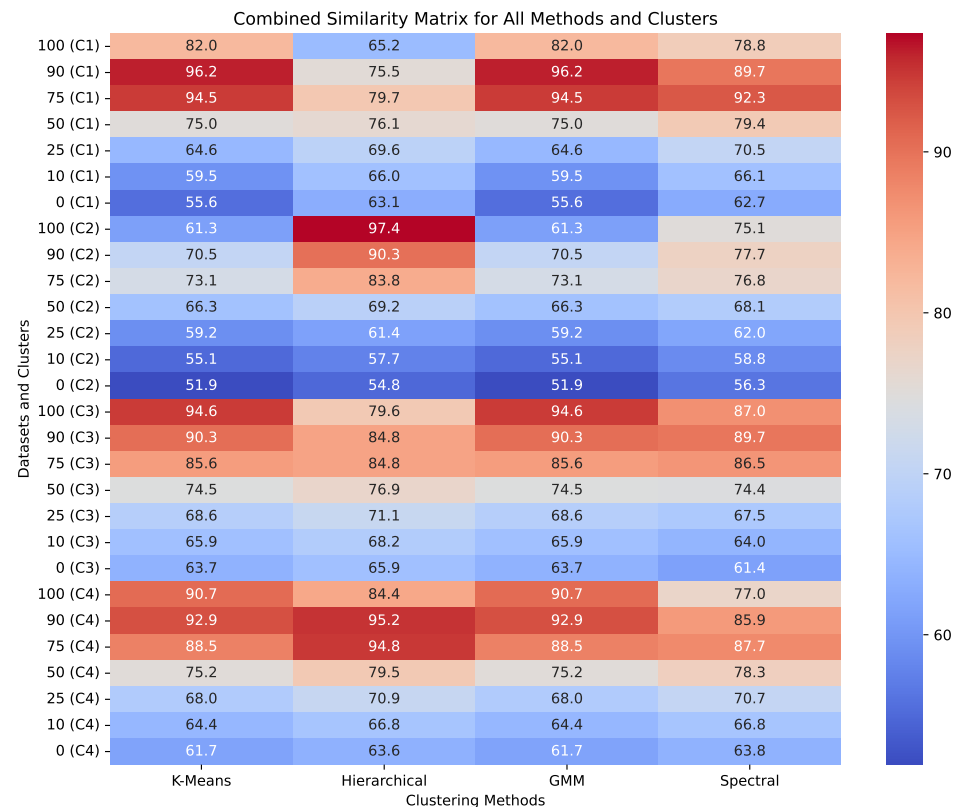 Combined Similarity Matrix for All Methods and Clusters
100 (C1) 82.0 65.2 82.0 78.8
90 (C1) 96.2 75.5 96.2 89.7
75 (C1) 94.5 79.7 94.5 92.3
50 (C1) 75.0 76.1 75.0 79.4
25 (C1) 64.6 69.6 64.6 70.5
10 (C1) 59.5 66.0 59.5 66.1
0 (C1) 55.6 63.1 55.6 62.7
100 (C2) 61.3 97.4 61.3 75.1
90 (C2) 70.5 90.3 70.5 77.7
75 (C2) 73.1 83.8 73.1 76.8
50 (C2) 66.3 69.2 66.3 68.1
25 (C2) 59.2 61.4 59.2 62.0
10 (C2) 55.1 57.7 55.1 58.8
0 (C2) 51.9 54.8 51.9 56.3
100 (C3) 94.6 79.6 94.6 87.0
90 (C3) 90.3 84.8 90.3 89.7
75 (C3) 85.6 84.8 85.6 86.5
50 (C3) 74.5 76.9 74.5 74.4
25 (C3) 68.6 71.1 68.6 67.5
10 (C3) 65.9 68.2 65.9 64.0
0 (C3) 63.7 65.9 63.7 61.4
100 (C4) 90.7 84.4 90.7 77.0
90 (C4) 92.9 95.2 92.9 85.9
75 (C4) 88.5 94.8 88.5 87.7
50 (C4) 75.2 79.5 75.2 78.3
25 (C4) 68.0 70.9 68.0 70.7
10 (C4) 64.4 66.8 64.4 66.8
0 (C4) 61.7 63.6 61.7 63.8
K-Means Hierarchical GMM Spectral
Clustering Methods
Datasets and Clusters
90
80
70
60